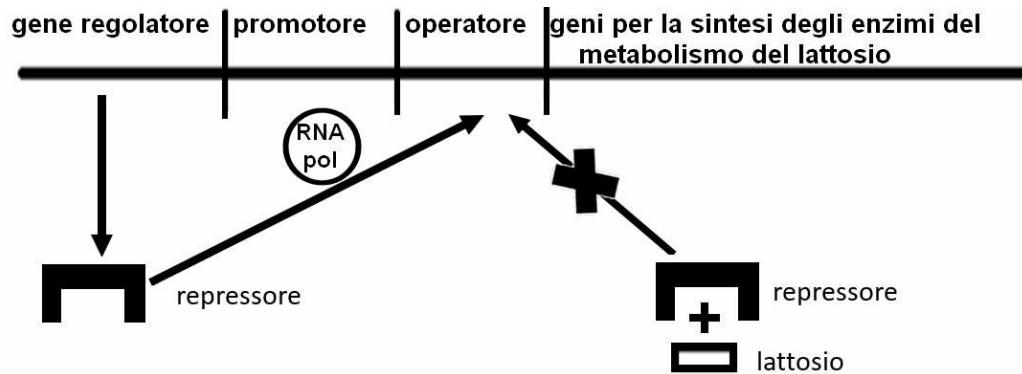 gene regolatore promotore operatore geni per la sintesi degli enzimi del
metabolismo del lattosio
RNA
pol
repressore
repressore
+
lattosio